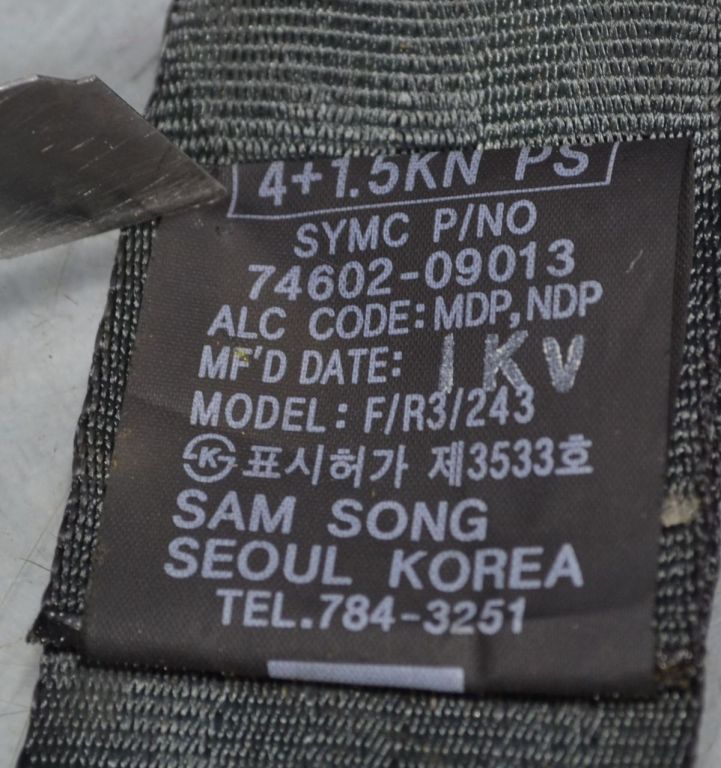 4+1.5KN PS
SYMC P/NO
74602-09013
ALC CODE:MDP,NDP
MF'D DATE: 1KV
MODEL: F/R3/243
K 표시허가 제3533호
SAM SONG
SEOUL KOREA
TEL.784-3251